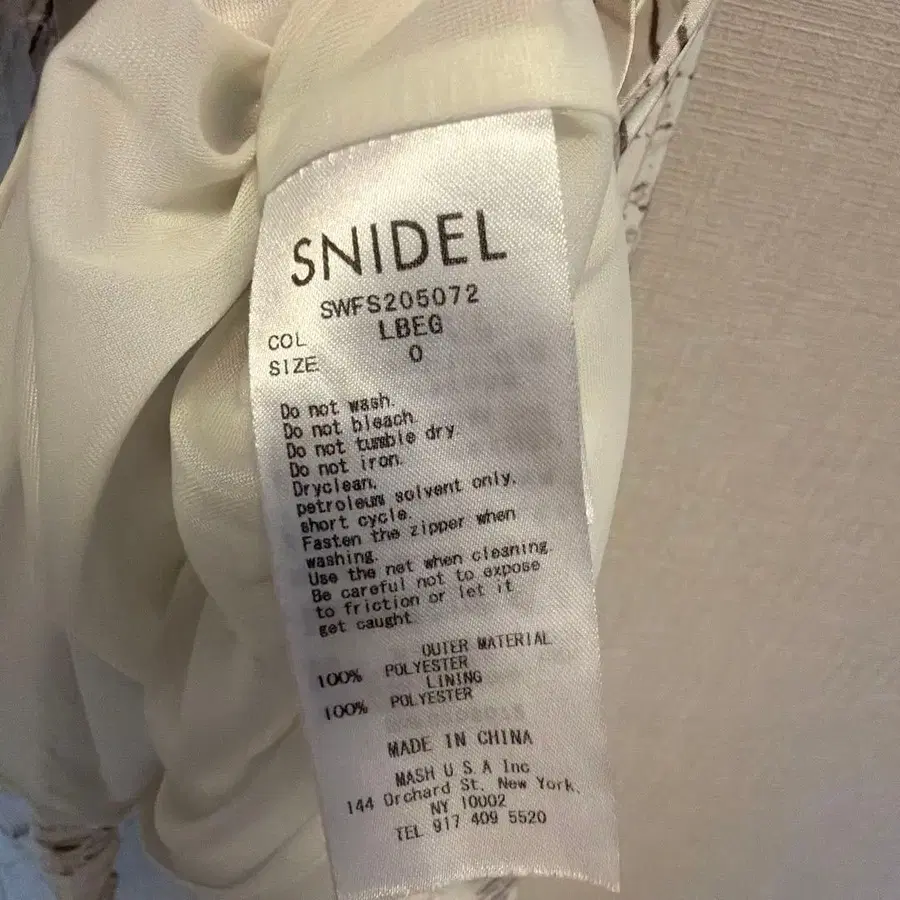 SNIDEL
SWFS205072
COL LBEG
SIZE 0
Do not wash.
Do not bleach
Do not tumble dry
Do not iron.
Dryclean.
petroleum solvent only.
short cycle.
Fasten the zipper when
washing.
Use the net when cleaning
Be careful not to expose
to friction or let it
get caught.
OUTER MATERIAL
100% POLYESTER
LINING
100% POLYESTER
MADE IN CHINA
MASH U S A Inc
144 Orchard St. New York.
NY 10002
TEL 917 409 5520